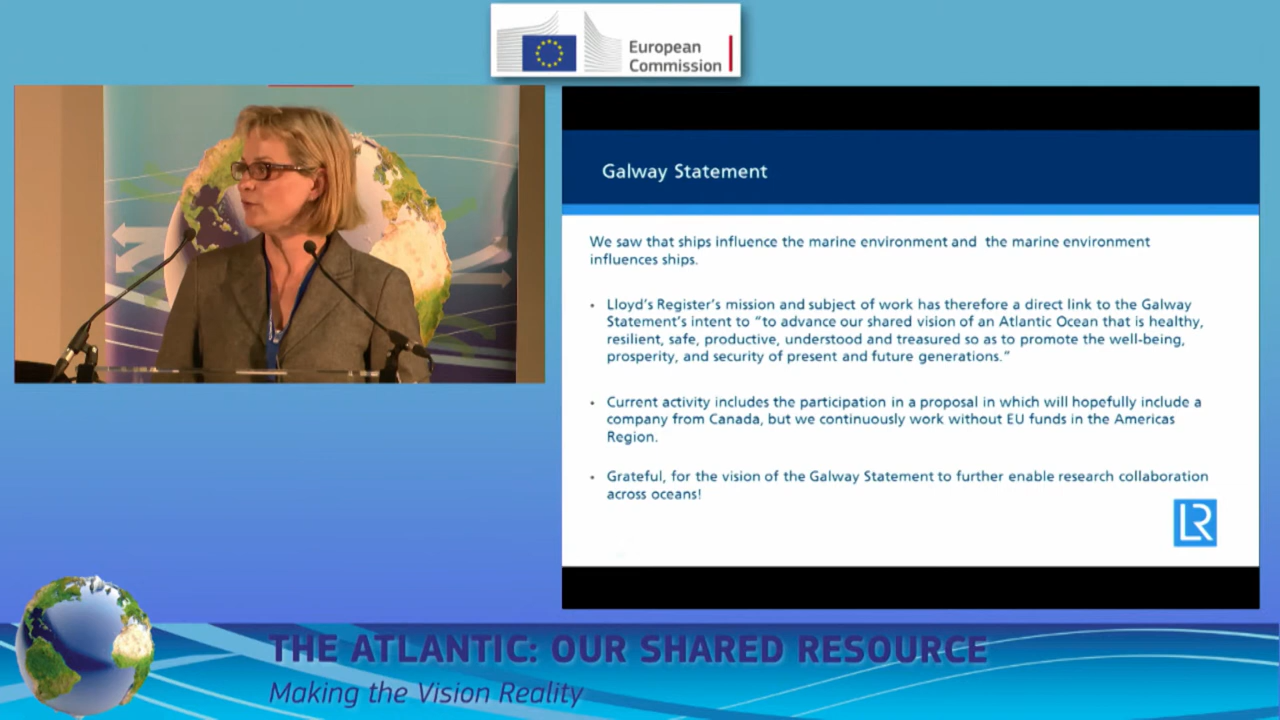 European
Commission
Galway Statement
We saw that ships influence the marine environment and the marine environment
influences ships.
• Lloyd's Register's mission and subject of work has therefore a direct link to the Galway
Statement's intent to "to advance our shared vision of an Atlantic Ocean that is healthy,
resilient, safe, productive, understood and treasured so as to promote the well-being,
prosperity, and security of present and future generations."
• Current activity includes the participation in a proposal in which will hopefully include a
company from Canada, but we continuously work without EU funds in the Americas
Region.
• Grateful, for the vision of the Galway Statement to further enable research collaboration
across oceans!
LR
THE ATLANTIC: OUR SHARED RESOURCE
Making the Vision Reality